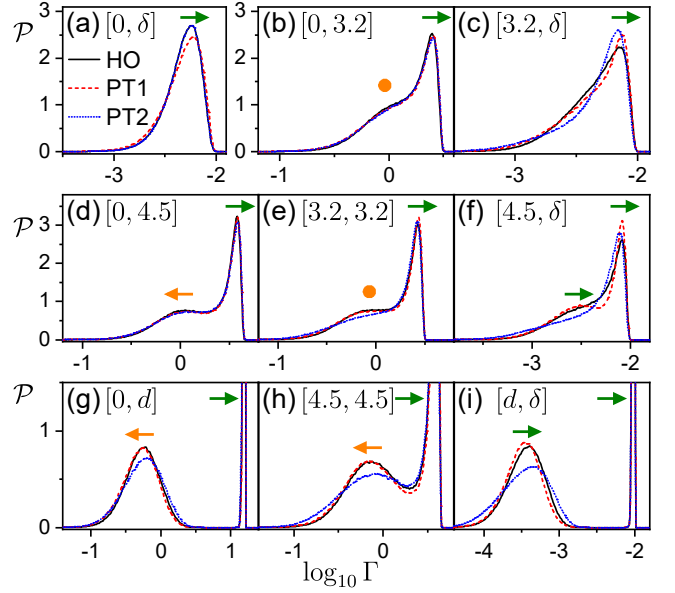 𝒫 (a) [0, δ] (b) [0, 3.2] (c) [3.2, δ]
3
2
1
0
HO
PT1
PT2
-3 -2 -1 0 -3 -2
𝒫 (d) [0, 4.5] (e) [3.2, 3.2] (f) [4.5, δ]
3
2
1
0
-1 0 -1 0 -3 -2
𝒫 (g) [0, d] (h) [4.5, 4.5] (i) [d, δ]
1
0
-1 0 1 -1 0 -4 -3 -2
log₁₀ Γ